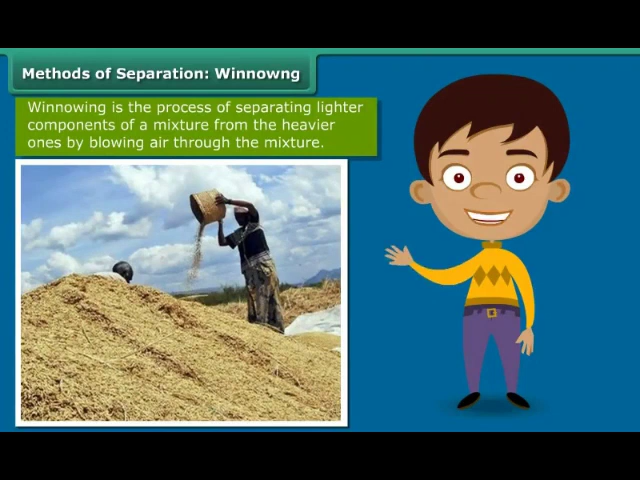 Methods of Separation: Winnowng
Winnowing is the process of separating lighter
components of a mixture from the heavier
ones by blowing air through the mixture.